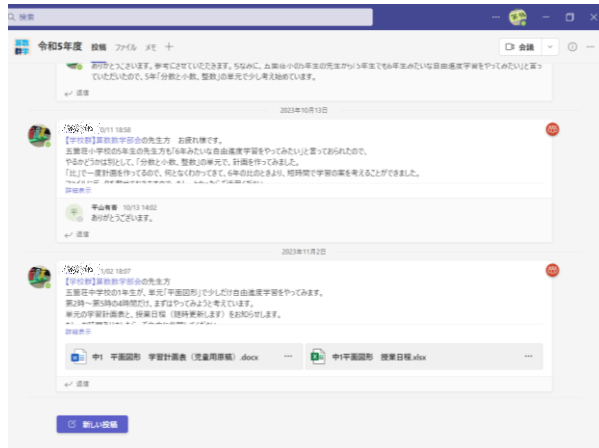 検索
算数
数学
令和5年度 投稿 ファイル メモ +
会議
ありがとうございます。参考にさせていただきます。ちなみに、五箇荘小の5年生の先生から「5年生でも6年生みたいな自由進度学習をやってみたい」と言っ
ていただいたので、5年「分数と小数、整数」の単元で少し考え始めています。
返信
2023年10月13日
10/11 18:58
【学校群】算数数学部会の先生方 お疲れ様です。
五箇荘小学校の5年生の先生方も「6年みたいな自由進度学習をやってみたい」と言っておられたので、
やるかどうかは別として、「分数と小数、整数」の単元で、計画を作ってみました。
「比」で一度計画を作ってるので、何となくわかってきて、6年の比のときより、短時間で学習の案を考えることができました。
詳細表示
平
平山有香 10/13 14:02
ありがとうございます。
返信
2023年11月2日
1/02 18:07
【学校群】算数数学部会の先生方
五箇荘中学校の1年生が、単元「平面図形」で少しだけ自由進度学習をやってみます。
第2時～第5時の4時間だけ、まずはやってみようと考えています。
単元の学習計画表と、授業日程（随時更新します）をお知らせします。
詳細表示
中1 平面図形 学習計画表（児童用原稿）.docx
中1平面図形 授業日程.xlsx
返信
新しい投稿